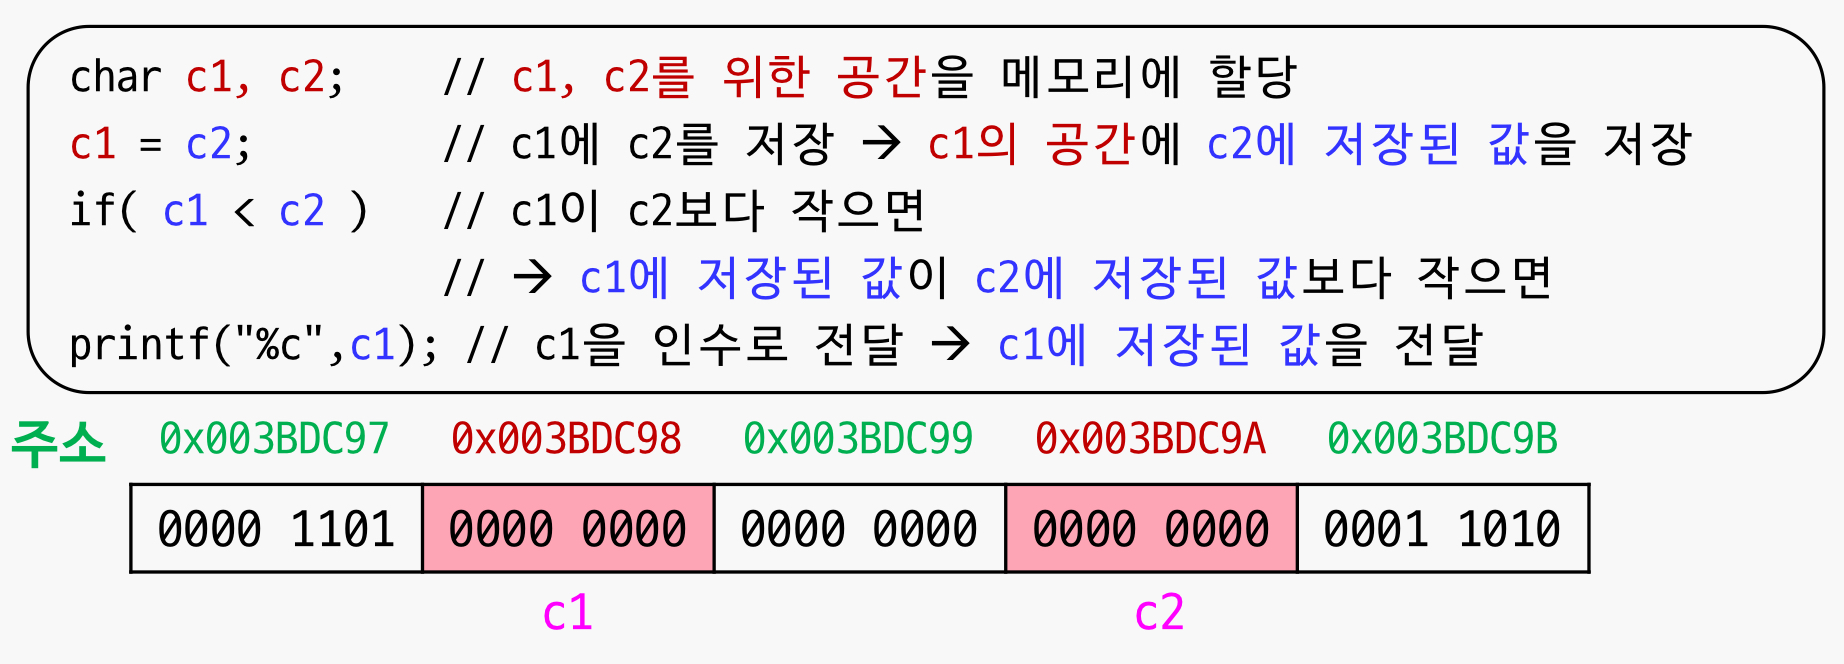 char c1, c2; // c1, c2를 위한 공간을 메모리에 할당
c1 = c2; // c1에 c2를 저장 → c1의 공간에 c2에 저장된 값을 저장
if( c1 < c2 ) // c1이 c2보다 작으면
// → c1에 저장된 값이 c2에 저장된 값보다 작으면
printf("%c",c1); // c1을 인수로 전달 → c1에 저장된 값을 전달
주소 0x003BDC97 0x003BDC98 0x003BDC99 0x003BDC9A 0x003BDC9B
0000 1101 0000 0000 0000 0000 0000 0000 0001 1010
c1 c2